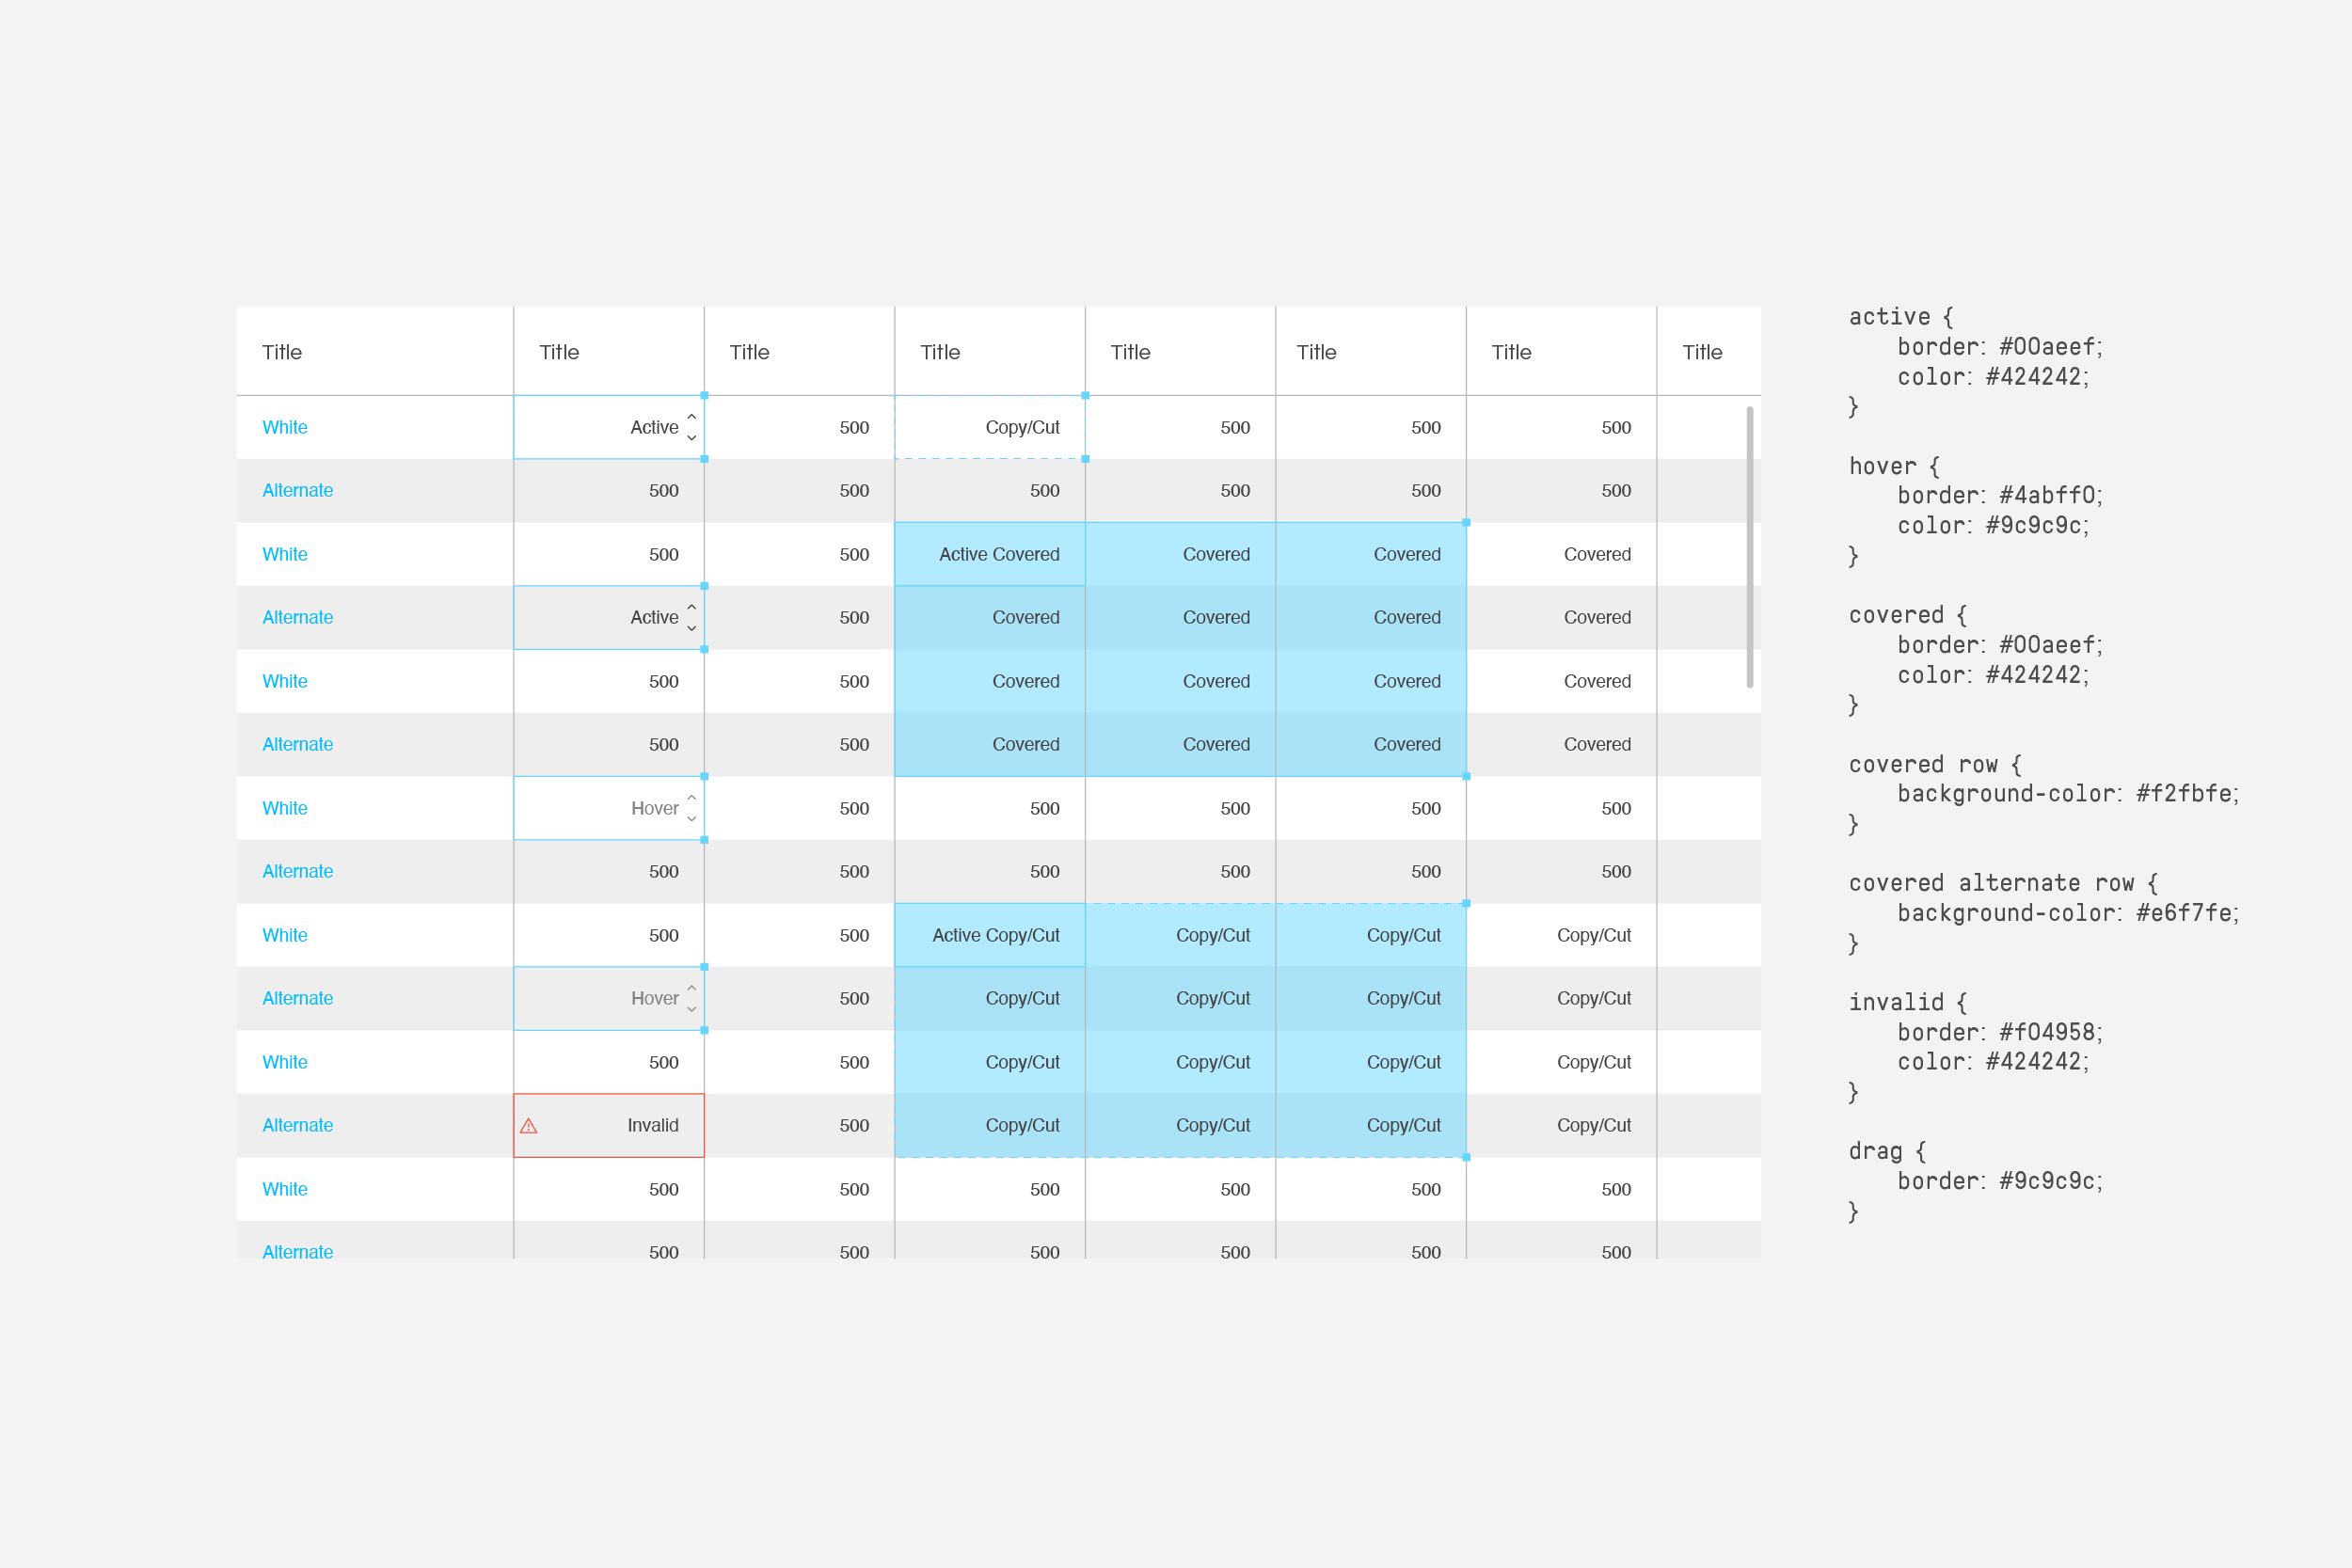 Title Title Title Title Title Title Title Title
White Active 500 Copy/Cut 500 500 500
Alternate 500 500 500 500 500 500
White 500 500 Active Covered Covered Covered Covered
Alternate Active 500 Covered Covered Covered Covered
White 500 500 Covered Covered Covered Covered
Alternate 500 500 Covered Covered Covered Covered
White Hover 500 500 500 500 500
Alternate 500 500 500 500 500 500
White 500 500 Active Copy/Cut Copy/Cut Copy/Cut Copy/Cut
Alternate Hover 500 Copy/Cut Copy/Cut Copy/Cut Copy/Cut
White 500 500 Copy/Cut Copy/Cut Copy/Cut Copy/Cut
Alternate Invalid 500 Copy/Cut Copy/Cut Copy/Cut Copy/Cut
White 500 500 500 500 500 500
Alternate 500 500 500 500 500 500
active {
border: #00aeef;
color: #424242;
}
hover {
border: #4abff0;
color: #9c9c9c;
}
covered {
border: #00aeef;
color: #424242;
}
covered row {
background-color: #f2fbfe;
}
covered alternate row {
background-color: #e6f7fe;
}
invalid {
border: #f04958;
color: #424242;
}
drag {
border: #9c9c9c;
}